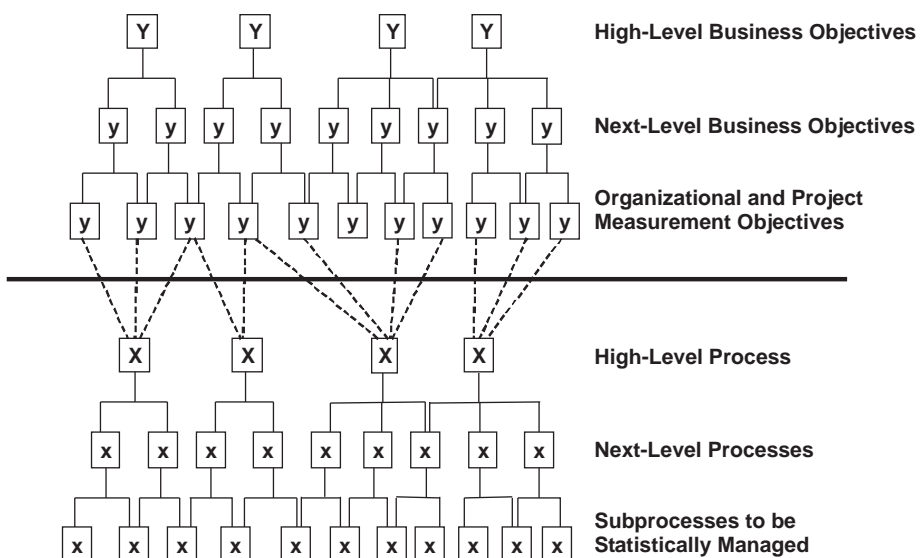 Y Y Y Y High-Level Business Objectives
y y y y y y y y y Next-Level Business Objectives
Organizational and Project
y y y y y y y y y y y Measurement Objectives
X X X X High-Level Process
x x x x x x x x x Next-Level Processes
Subprocesses to be
x x x x x x x x x x x Statistically Managed